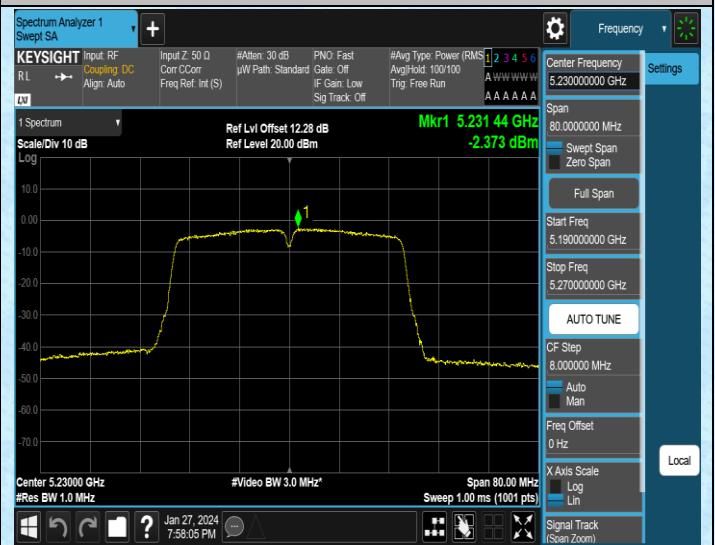 Spectrum Analyzer 1
Swept SA
+
Frequency
KEYSIGHT
RL
LXI
Input: RF
Coupling: DC
Align: Auto
Input Z: 50 Ω
Corr CCorr
Freq Ref: Int (S)
#Atten: 30 dB
µW Path: Standard
PNO: Fast
Gate: Off
IF Gain: Low
Sig Track: Off
#Avg Type: Power (RMS
Avg|Hold: 100/100
Trig: Free Run
1 2 3 4 5 6
A W W W W W
A A A A A A
1 Spectrum
Scale/Div 10 dB
Log
Ref Lvl Offset 12.28 dB
Ref Level 20.00 dBm
Mkr1 5.231 44 GHz
-2.373 dBm
10.0
0.00
-10.0
-20.0
-30.0
-40.0
-50.0
-60.0
-70.0
1
Center 5.23000 GHz
#Res BW 1.0 MHz
#Video BW 3.0 MHz*
Span 80.00 MHz
Sweep 1.00 ms (1001 pts)
?
Jan 27, 2024
7:58:05 PM
Center Frequency
5.230000000 GHz
Span
80.0000000 MHz
Swept Span
Zero Span
Full Span
Start Freq
5.190000000 GHz
Stop Freq
5.270000000 GHz
AUTO TUNE
CF Step
8.000000 MHz
Auto
Man
Freq Offset
0 Hz
X Axis Scale
Log
Lin
Signal Track
(Span Zoom)
Settings
Local